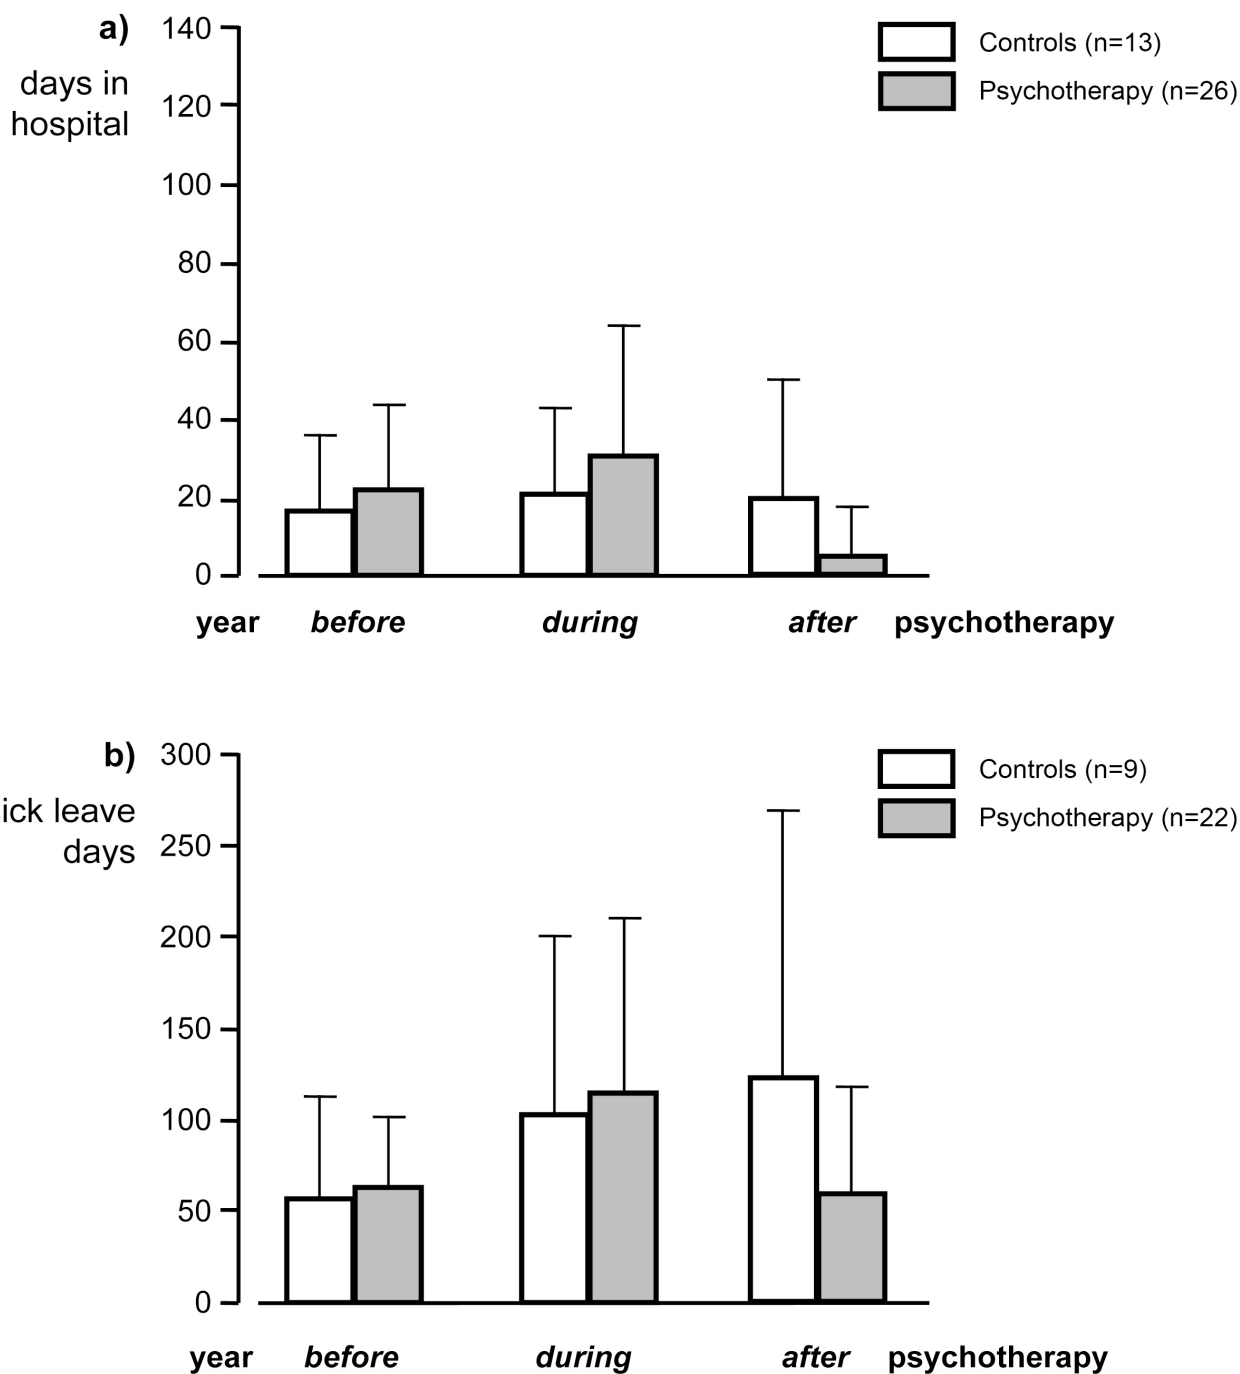 a)
days in
hospital
140
120
100
80
60
40
20
0
Controls (n=13)
Psychotherapy (n=26)
year before during after psychotherapy
b)
ick leave
days
300
250
200
150
100
50
0
Controls (n=9)
Psychotherapy (n=22)
year before during after psychotherapy